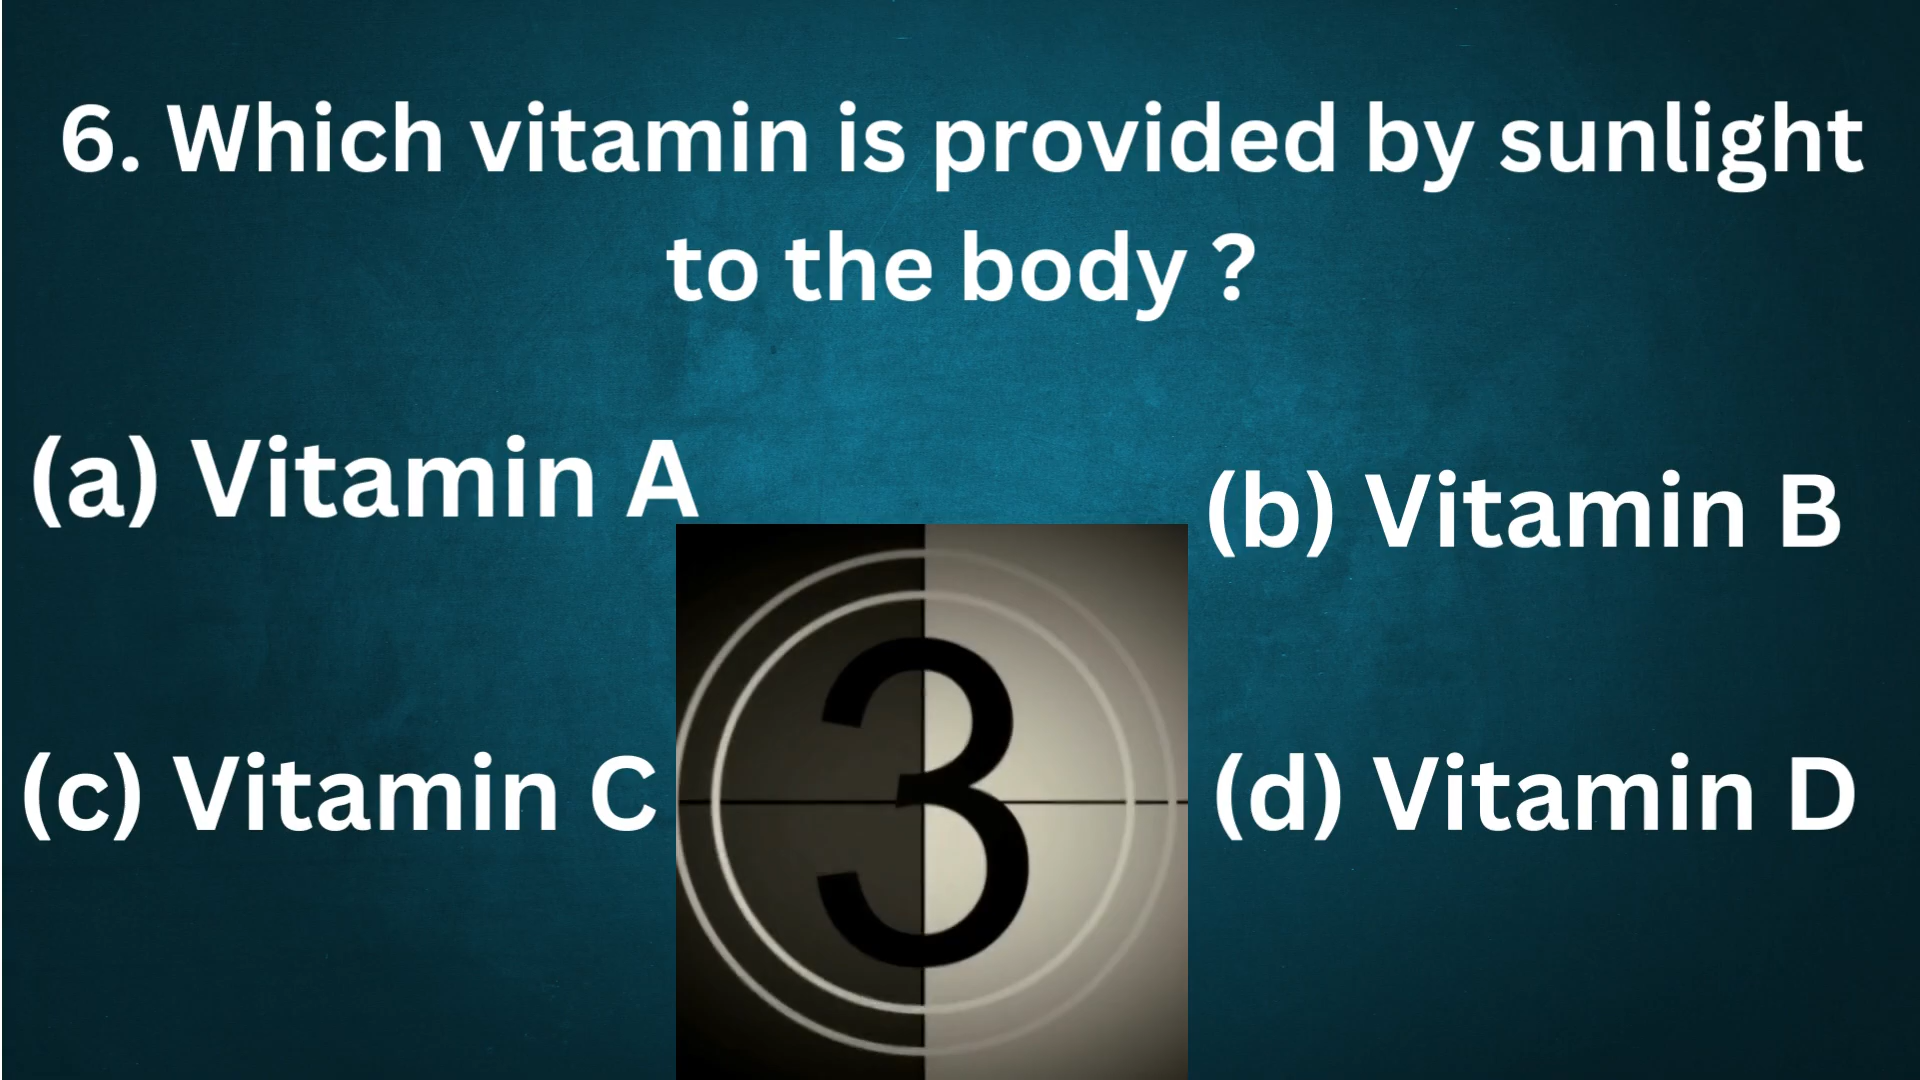 6. Which vitamin is provided by sunlight
to the body ?
(a) Vitamin A
(b) Vitamin B
(c) Vitamin C
(d) Vitamin D
3